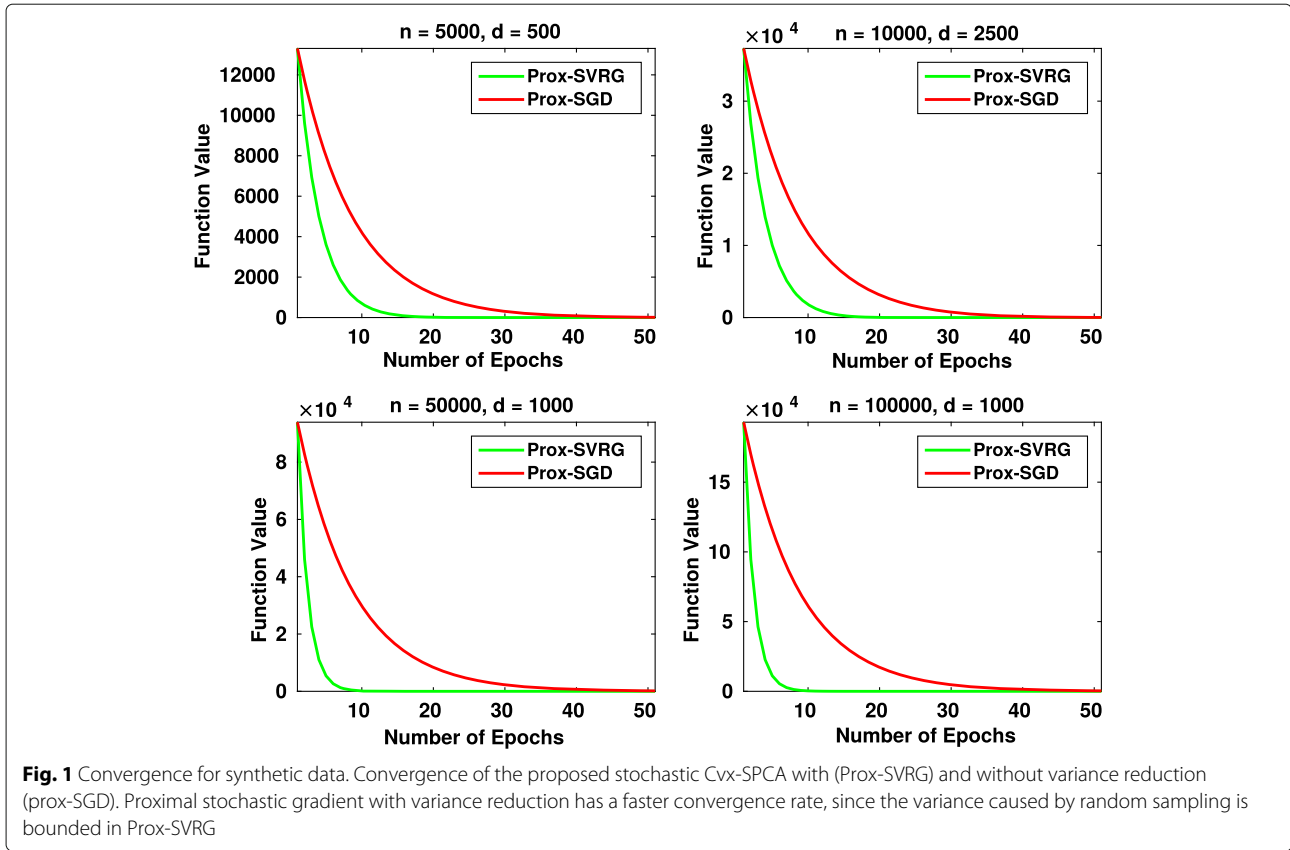 n = 5000, d = 500
Prox-SVRG
Prox-SGD
Function Value
12000
10000
8000
6000
4000
2000
0
10 20 30 40 50
Number of Epochs
×10 4 n = 10000, d = 2500
Prox-SVRG
Prox-SGD
Function Value
3
2
1
0
10 20 30 40 50
Number of Epochs
×10 4 n = 50000, d = 1000
Prox-SVRG
Prox-SGD
Function Value
8
6
4
2
0
10 20 30 40 50
Number of Epochs
×10 4 n = 100000, d = 1000
Prox-SVRG
Prox-SGD
Function Value
15
10
5
0
10 20 30 40 50
Number of Epochs
Fig. 1 Convergence for synthetic data. Convergence of the proposed stochastic Cvx-SPCA with (Prox-SVRG) and without variance reduction
(prox-SGD). Proximal stochastic gradient with variance reduction has a faster convergence rate, since the variance caused by random sampling is
bounded in Prox-SVRG